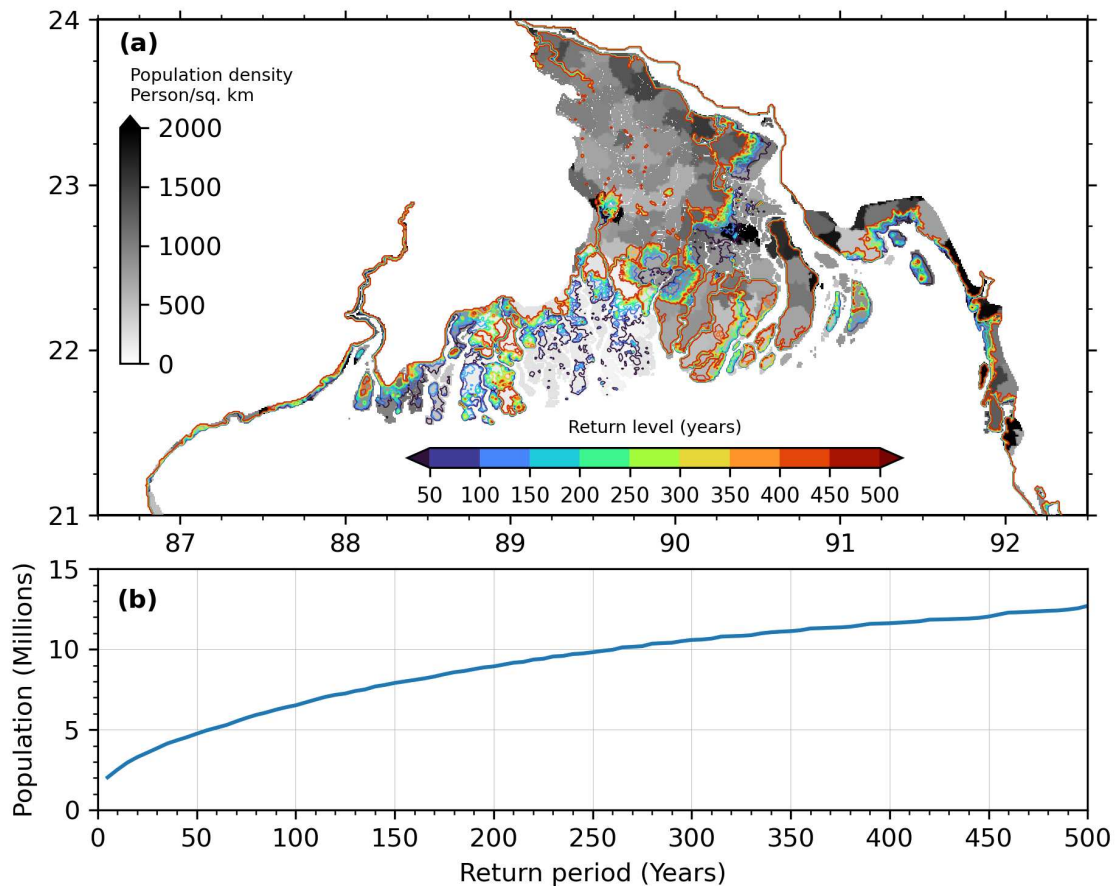 24
(a)
Population density
Person/sq. km
2000
23
1500
1000
500
22
0
Return level (years)
50 100 150 200 250 300 350 400 450 500
21
87 88 89 90 91 92
15
(b)
10
Population (Millions)
5
0
0 50 100 150 200 250 300 350 400 450 500
Return period (Years)